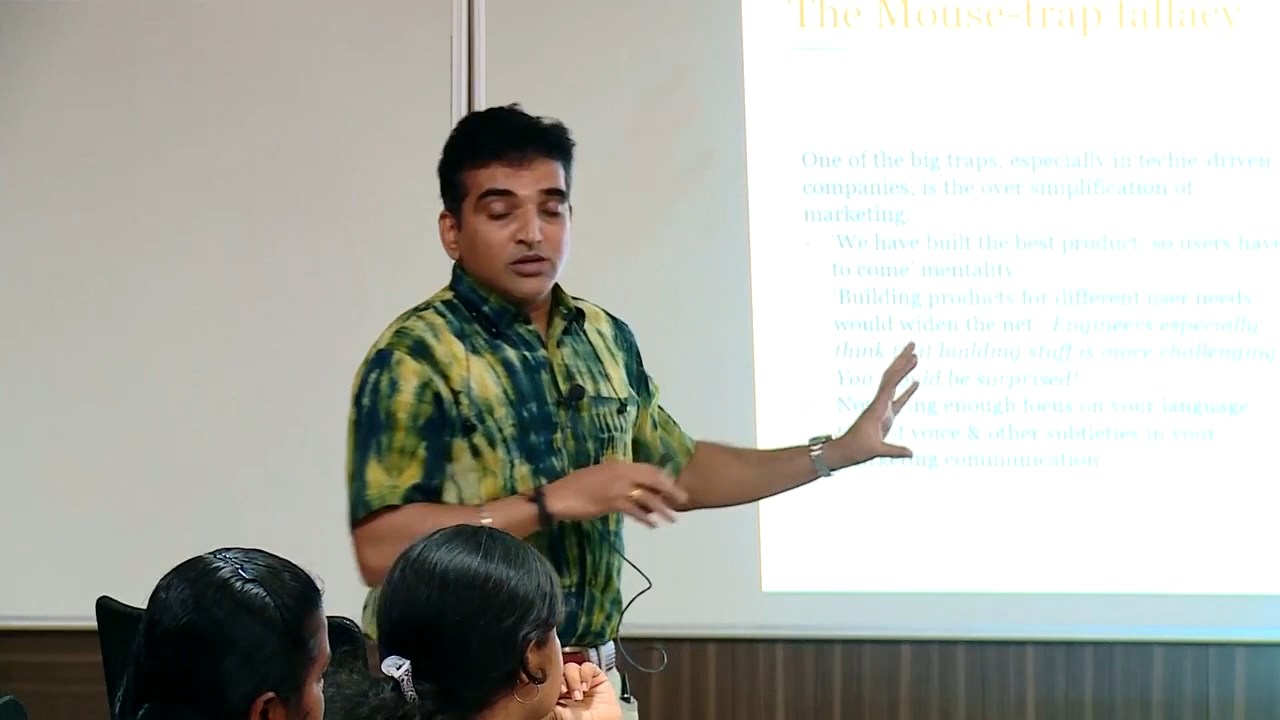 The Mouse-trap fallacy
One of the big traps, especially in techie-driven
companies, is the over simplification of
marketing.
- 'We have built the best product, so users have
to come' mentality
'Building products for different user needs
would widen the net' Engineers especially
think building stuff is more challenging
be surprised!
enough focus on your language
voice & other subtleties in your
communication.